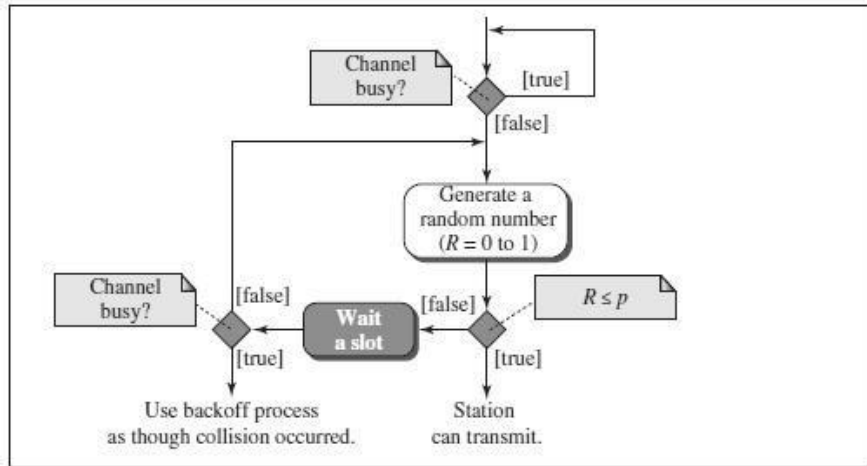 Channel
busy?
[true]
[false]
Generate a
random number
(R = 0 to 1)
Channel
busy?
[false]
Wait
a slot
[false]
R ≤ p
[true]
[true]
Use backoff process
as though collision occurred.
Station
can transmit.